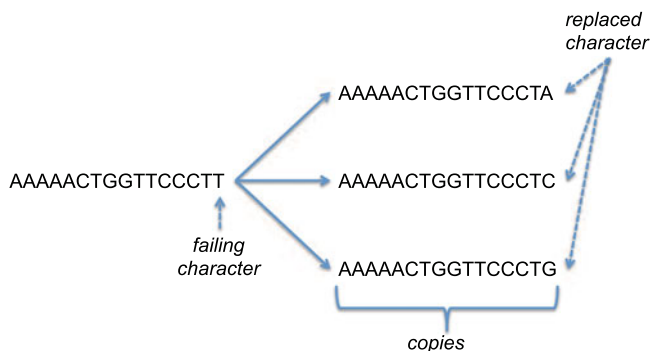 replaced
character
AAAAACTGGTTCCCTA
AAAAACTGGTTCCCTT
AAAAACTGGTTCCCTC
failing
character
AAAAACTGGTTCCCTG
copies